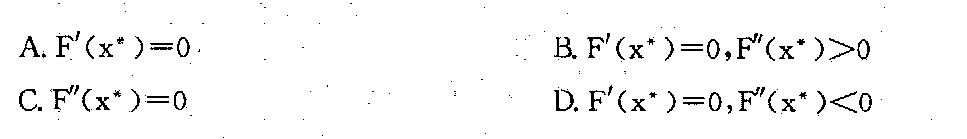 A. F′(x*)=0. B. F′(x*)=0,F″(x*)>0
C. F″(x*)=0 D. F′(x*)=0,F″(x*)<0